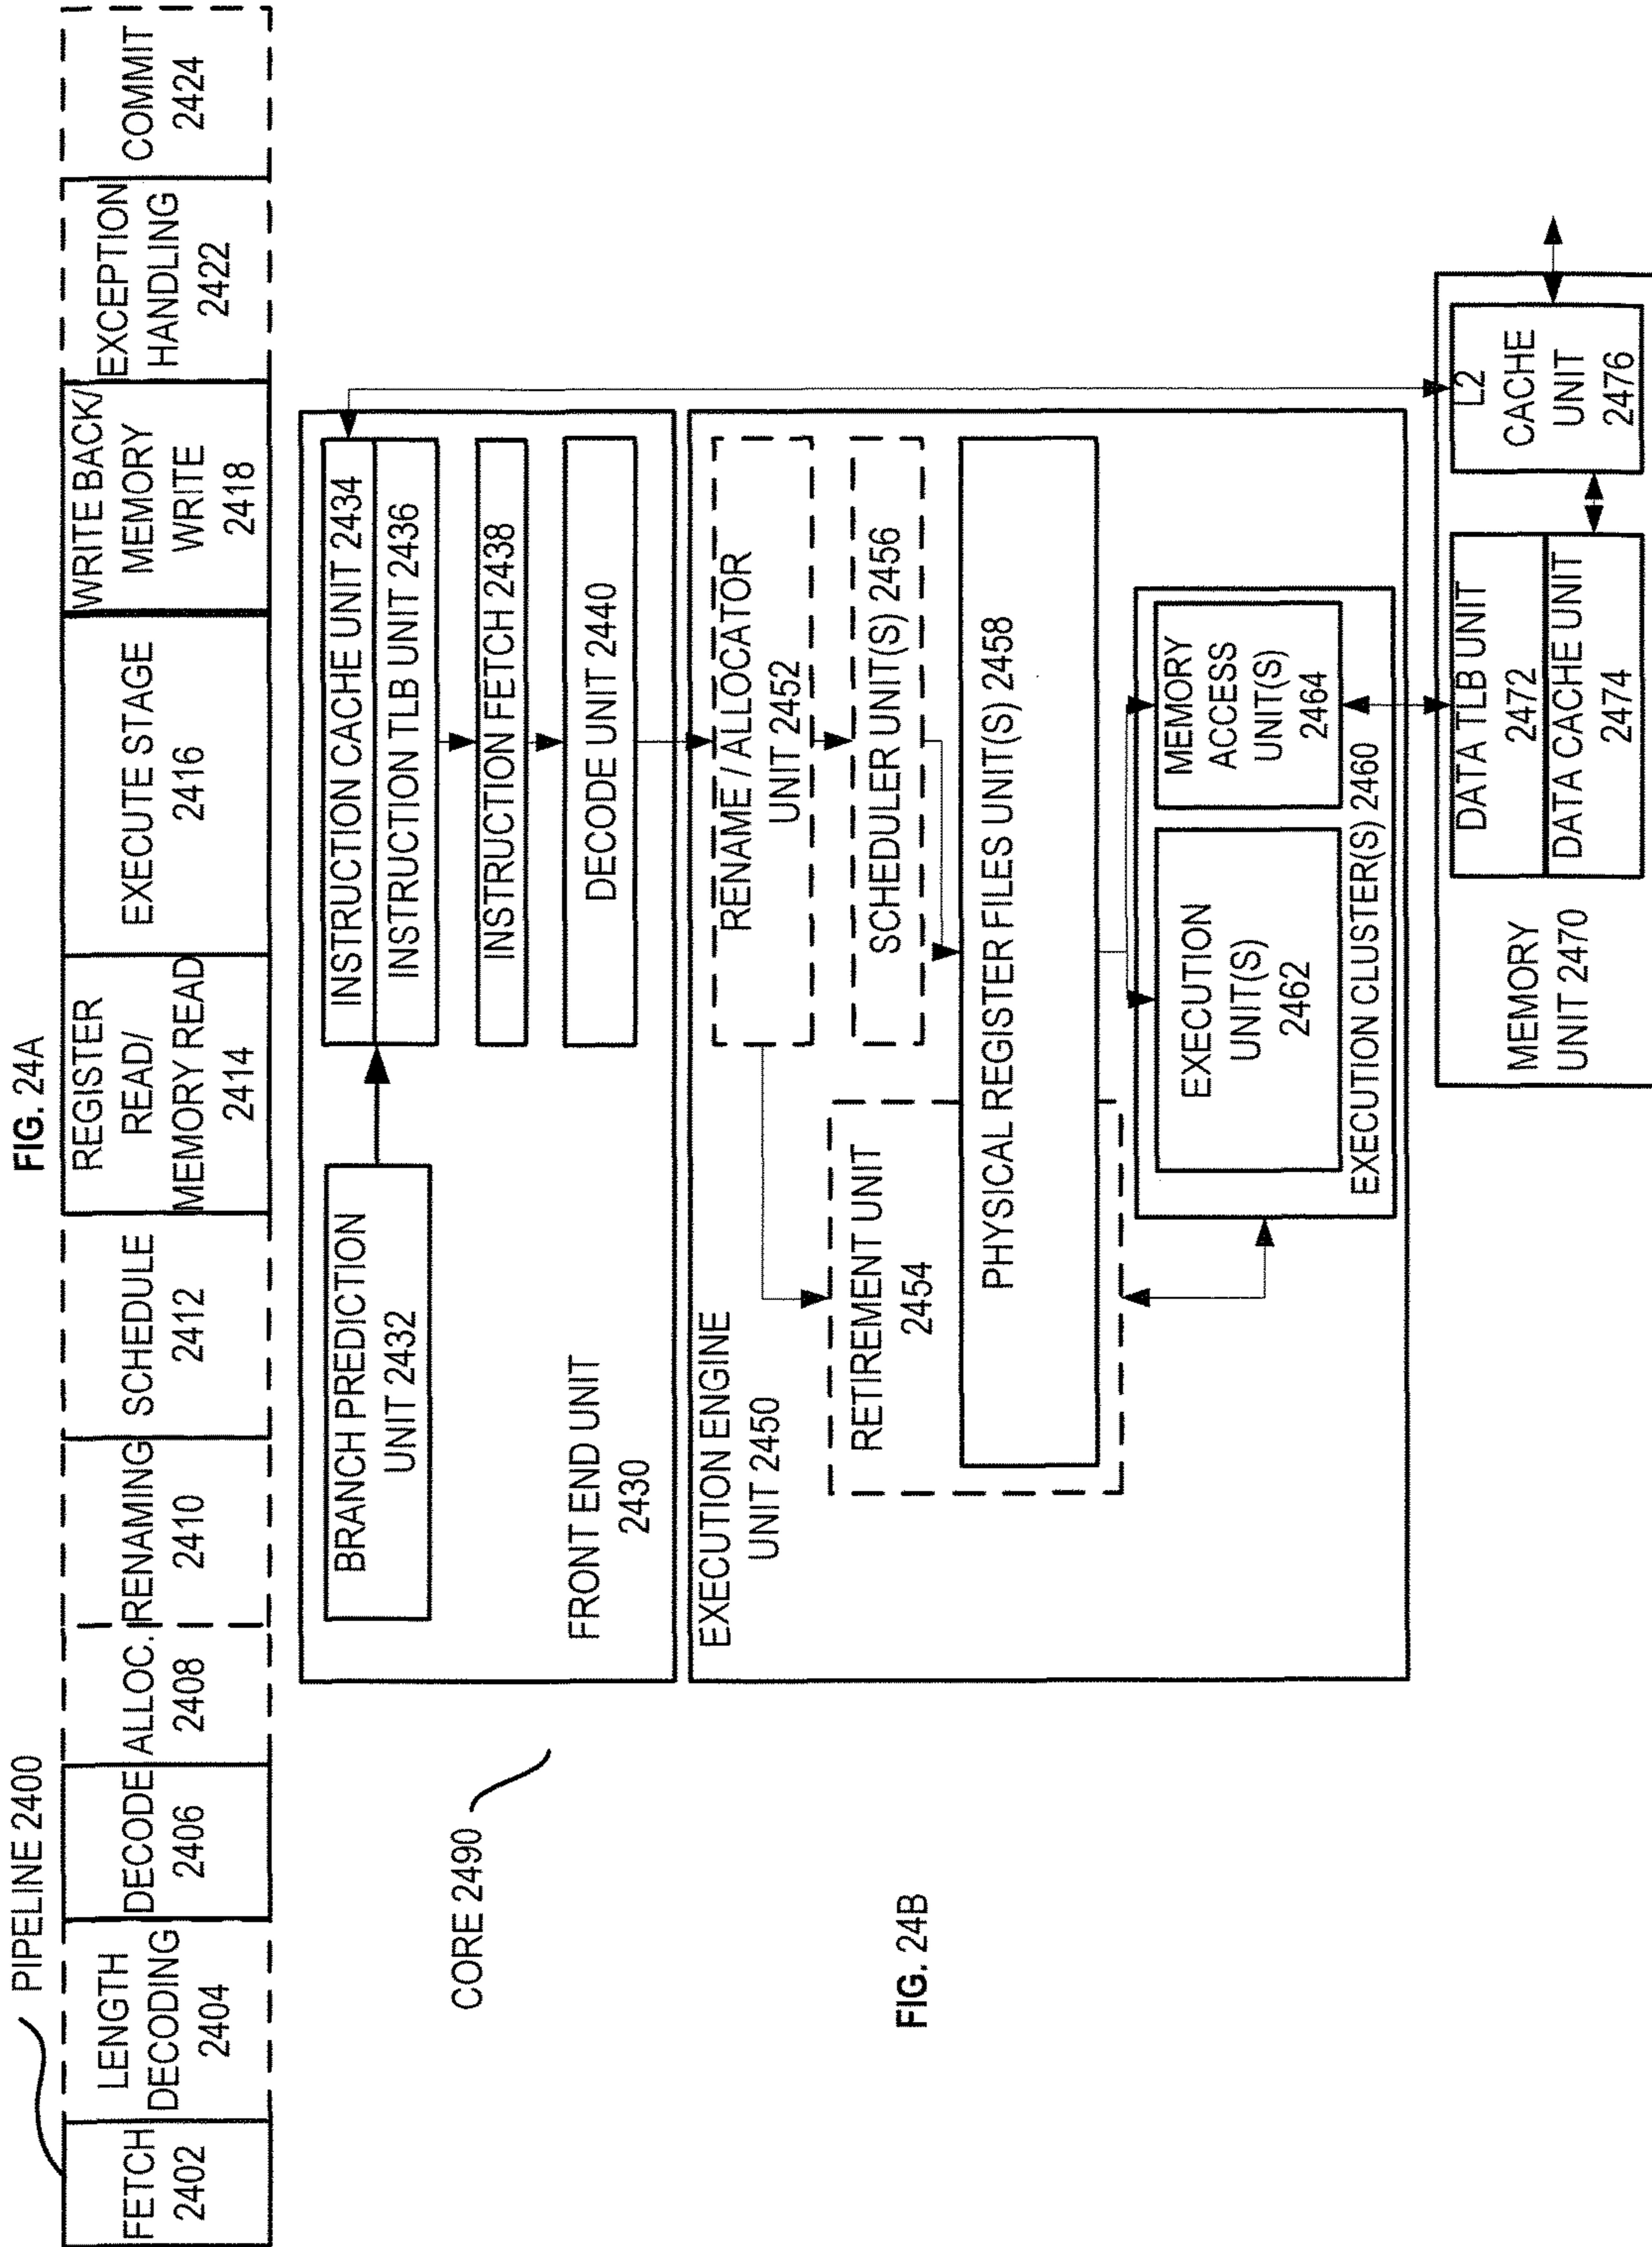 FIG. 24A
PIPELINE 2400
FETCH
2402
LENGTH
DECODING
2404
DECODE
2406
ALLOC.
2408
RENAMING
2410
SCHEDULE
2412
REGISTER
READ/
MEMORY READ
2414
EXECUTE STAGE
2416
WRITE BACK/
MEMORY
WRITE
2418
EXCEPTION
HANDLING
2422
COMMIT
2424
CORE 2490
BRANCH PREDICTION
UNIT 2432
INSTRUCTION CACHE UNIT 2434
INSTRUCTION TLB UNIT 2436
INSTRUCTION FETCH 2438
DECODE UNIT 2440
FRONT END UNIT
2430
EXECUTION ENGINE
UNIT 2450
RENAME / ALLOCATOR
UNIT 2452
RETIREMENT UNIT
2454
SCHEDULER UNIT(S) 2456
PHYSICAL REGISTER FILES UNIT(S) 2458
EXECUTION
UNIT(S)
2462
MEMORY
ACCESS
UNIT(S)
2464
EXECUTION CLUSTER(S) 2460
MEMORY
UNIT 2470
DATA TLB UNIT
2472
DATA CACHE UNIT
2474
L2
CACHE
UNIT
2476
FIG. 24B